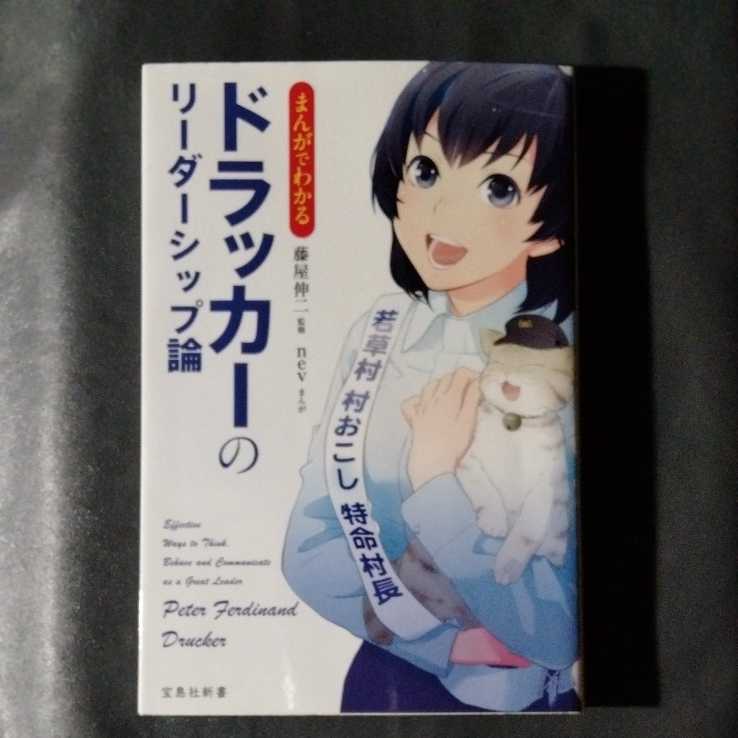 まんがでわかる
ドラッカーの
リーダーシップ論
藤屋伸二 監修 nev まんが
若草村 村おこし 特命村長
Effective
Ways to Think,
Behave and Communicate
as a Great Leader
Peter Ferdinand
Drucker
宝島社新書